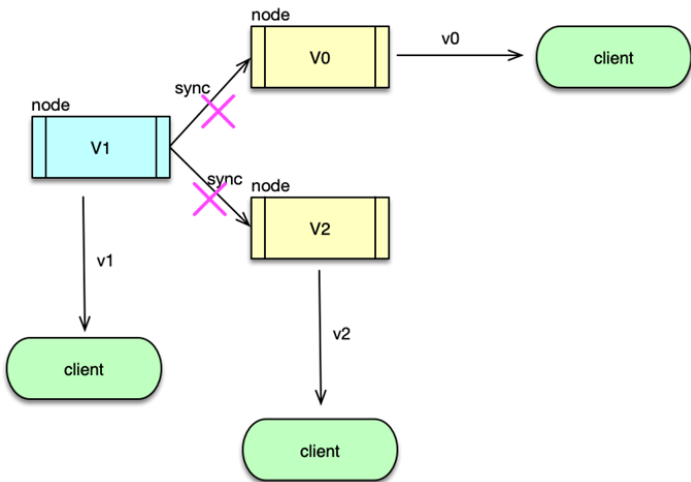 node
V0
v0
client
sync
node
V1
sync
node
V2
v1
v2
client
client